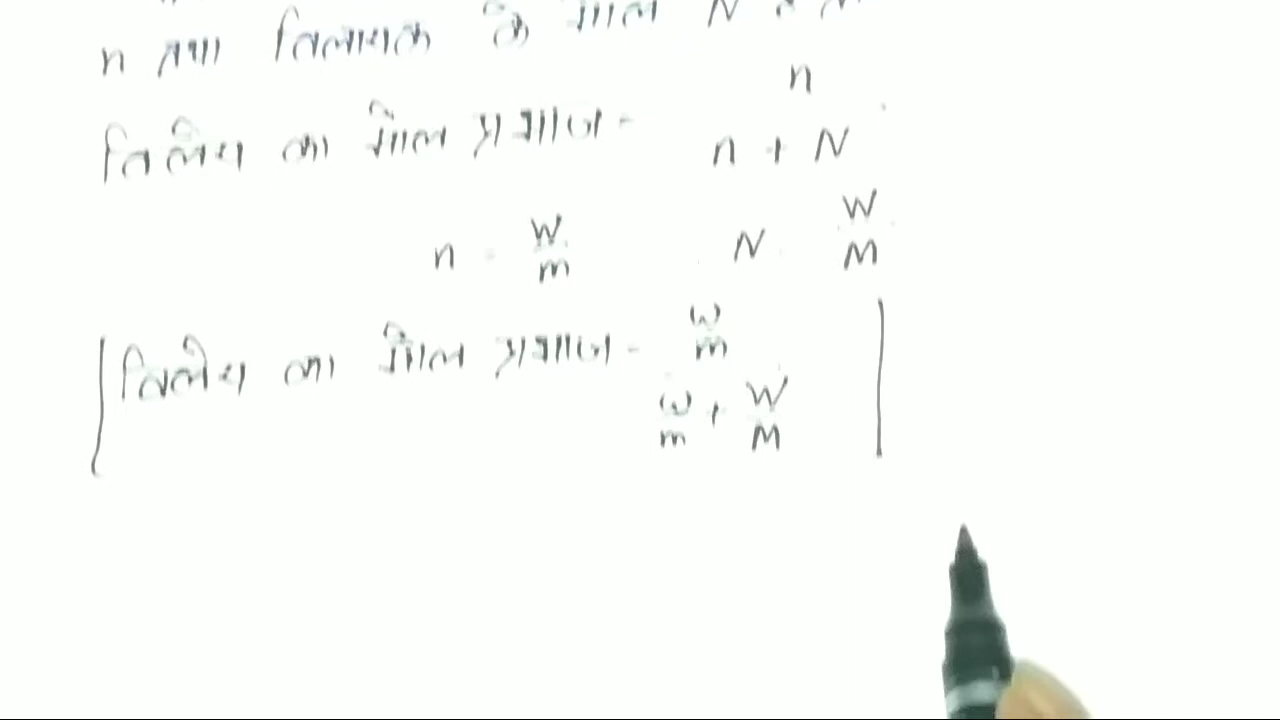 n तथा विलायक के मोल N
विलेय का मोल प्रभाज - n / n + N
n = w/m N W/M
विलेय का मोल प्रभाज - w/m / w/m + W/M